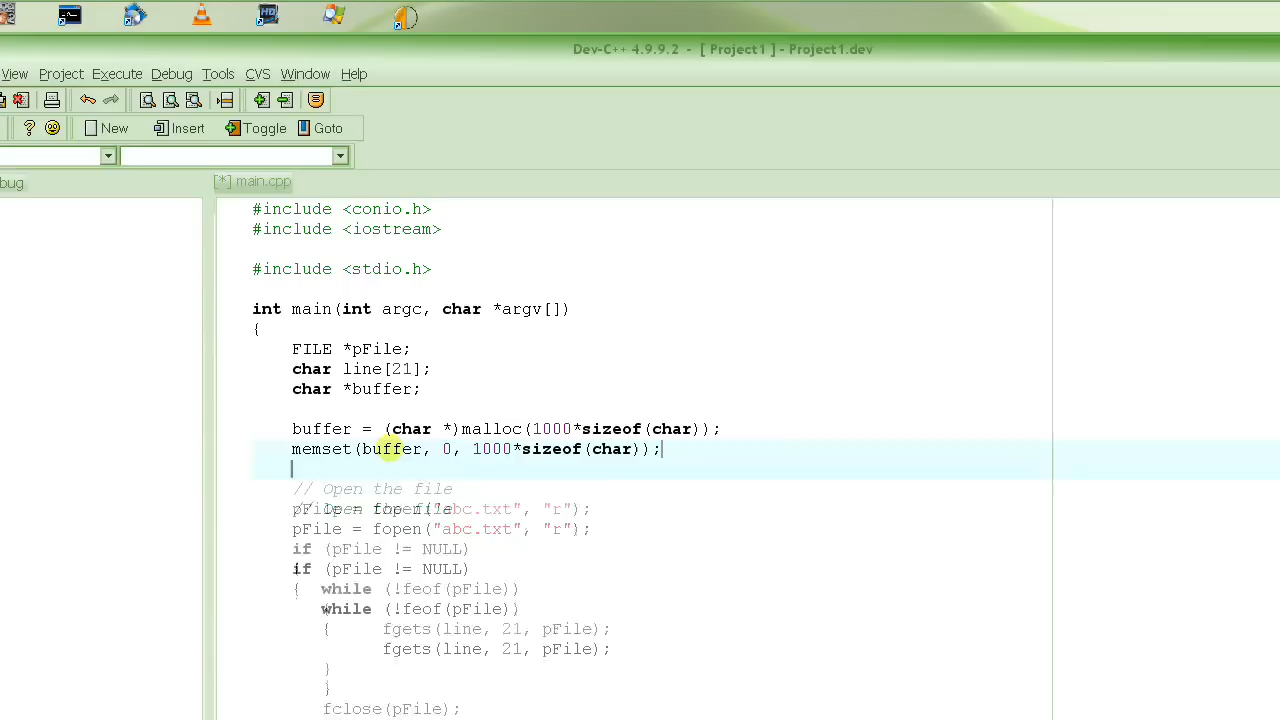 Dev-C++ 4.9.9.2 - [ Project1 ] - Project1.dev
View Project Execute Debug Tools CVS Window Help
New Insert Toggle Goto
bug
[*] main.cpp
#include <conio.h>
#include <iostream>
#include <stdio.h>
int main(int argc, char *argv[])
{
FILE *pFile;
char line[21];
char *buffer;
buffer = (char *)malloc(1000*sizeof(char));
memset(buffer, 0, 1000*sizeof(char));
// Open the file
pFile = fopen("abc.txt", "r");
pFile = fopen("abc.txt", "r");
if (pFile != NULL)
if (pFile != NULL)
{ while (!feof(pFile))
while (!feof(pFile))
{ fgets(line, 21, pFile);
fgets(line, 21, pFile);
}
}
fclose(pFile);